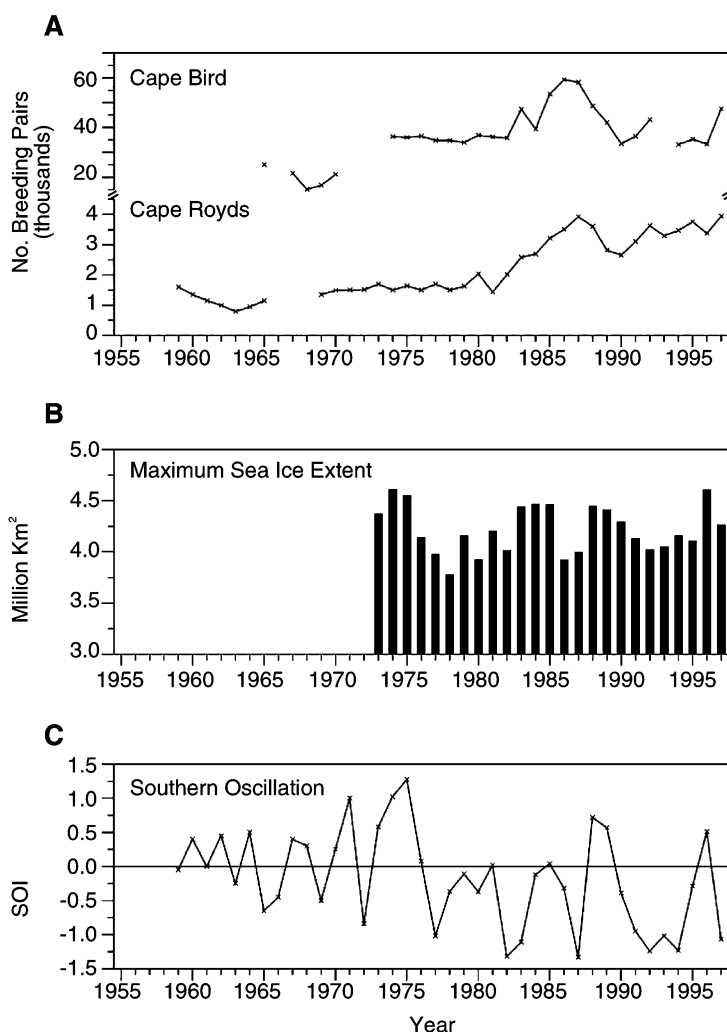 A
Cape Bird
60
40
20
No. Breeding Pairs
(thousands)
Cape Royds
4
3
2
1
0
1955 1960 1965 1970 1975 1980 1985 1990 1995
B
5.0
Maximum Sea Ice Extent
4.5
Million Km²
4.0
3.5
3.0
1955 1960 1965 1970 1975 1980 1985 1990 1995
C
1.5
Southern Oscillation
1.0
0.5
0.0
SOI
-0.5
-1.0
-1.5
1955 1960 1965 1970 1975 1980 1985 1990 1995
Year